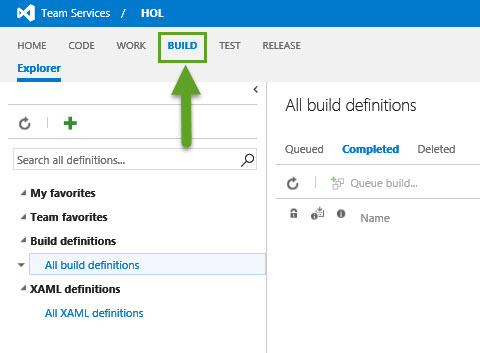 Team Services / HOL
HOME CODE WORK BUILD TEST RELEASE
Explorer
All build definitions
Queued Completed Deleted
Search all definitions...
Queue build...
My favorites
Name
Team favorites
Build definitions
All build definitions
XAML definitions
All XAML definitions